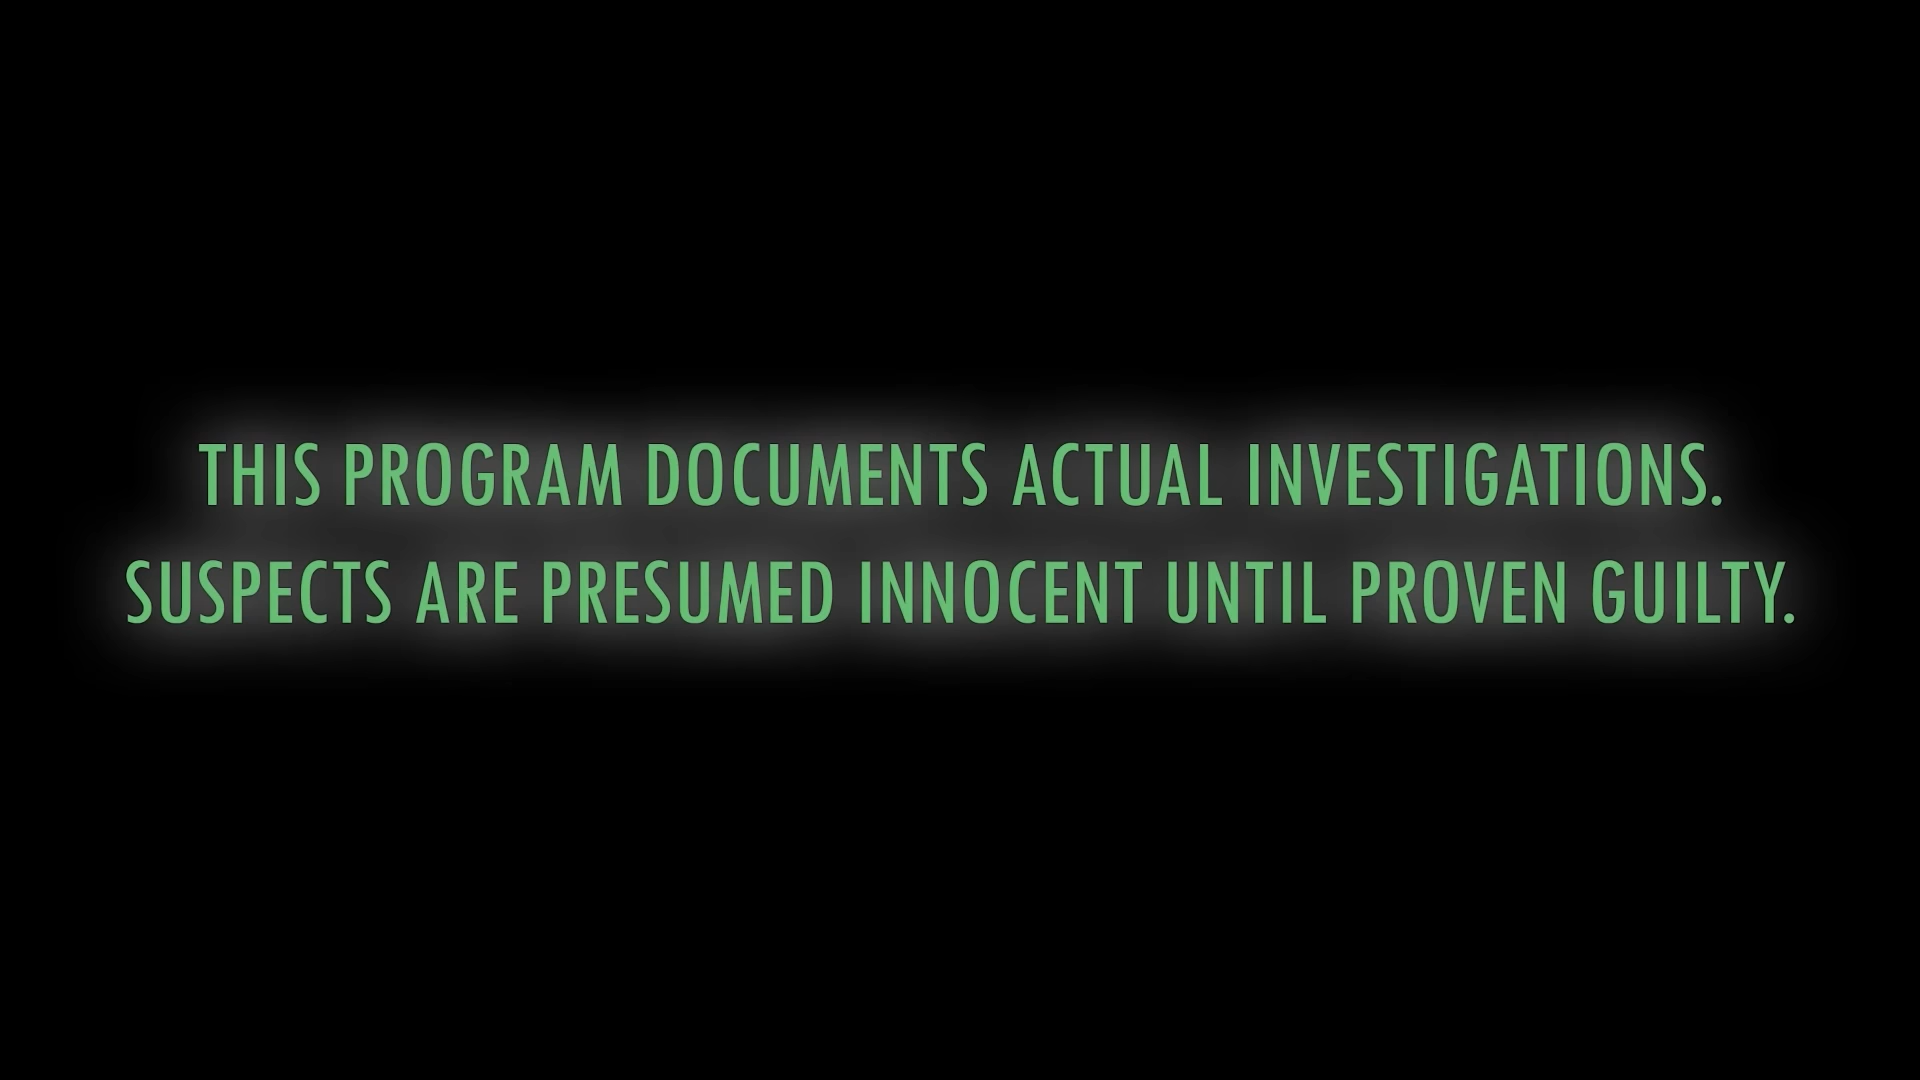 THIS PROGRAM DOCUMENTS ACTUAL INVESTIGATIONS.
SUSPECTS ARE PRESUMED INNOCENT UNTIL PROVEN GUILTY.